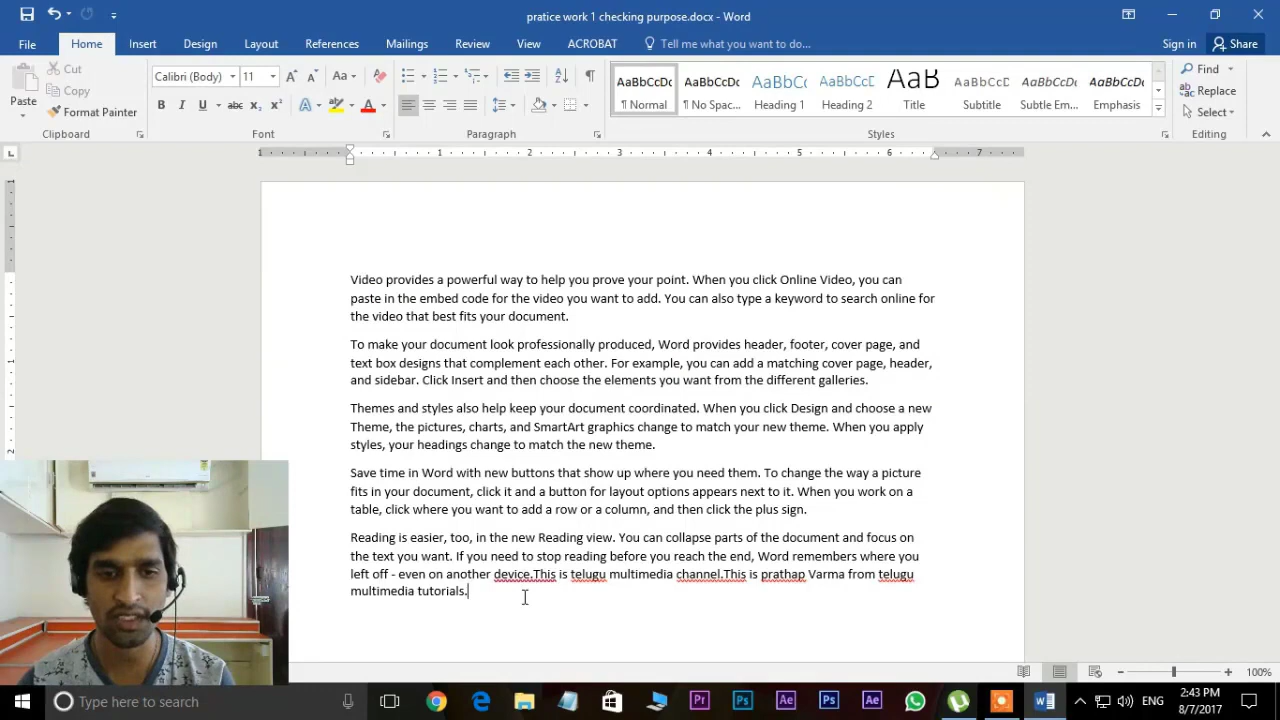 pratice work 1 checking purpose.docx - Word
File Home Insert Design Layout References Mailings Review View ACROBAT Tell me what you want to do... Sign in Share
Paste
Cut
Copy
Format Painter
Calibri (Body) 11
AaBbCcDc AaBbCcDc AaBbCc AaBbCcD AaB AaBbCcD AaBbCcDc AaBbCcDc
¶ Normal ¶ No Spac... Heading 1 Heading 2 Title Subtitle Subtle Em... Emphasis
Find
Replace
Select
Clipboard Font Paragraph Styles Editing
1 1 2 3 4 5 6 7
Video provides a powerful way to help you prove your point. When you click Online Video, you can
paste in the embed code for the video you want to add. You can also type a keyword to search online for
the video that best fits your document.
To make your document look professionally produced, Word provides header, footer, cover page, and
text box designs that complement each other. For example, you can add a matching cover page, header,
and sidebar. Click Insert and then choose the elements you want from the different galleries.
Themes and styles also help keep your document coordinated. When you click Design and choose a new
Theme, the pictures, charts, and SmartArt graphics change to match your new theme. When you apply
styles, your headings change to match the new theme.
Save time in Word with new buttons that show up where you need them. To change the way a picture
fits in your document, click it and a button for layout options appears next to it. When you work on a
table, click where you want to add a row or a column, and then click the plus sign.
Reading is easier, too, in the new Reading view. You can collapse parts of the document and focus on
the text you want. If you need to stop reading before you reach the end, Word remembers where you
left off - even on another device.This is telugu multimedia channel.This is prathap Varma from telugu
multimedia tutorials.
100%
Type here to search
Pr Ps Ae Ps Ae
ENG
2:43 PM
8/7/2017